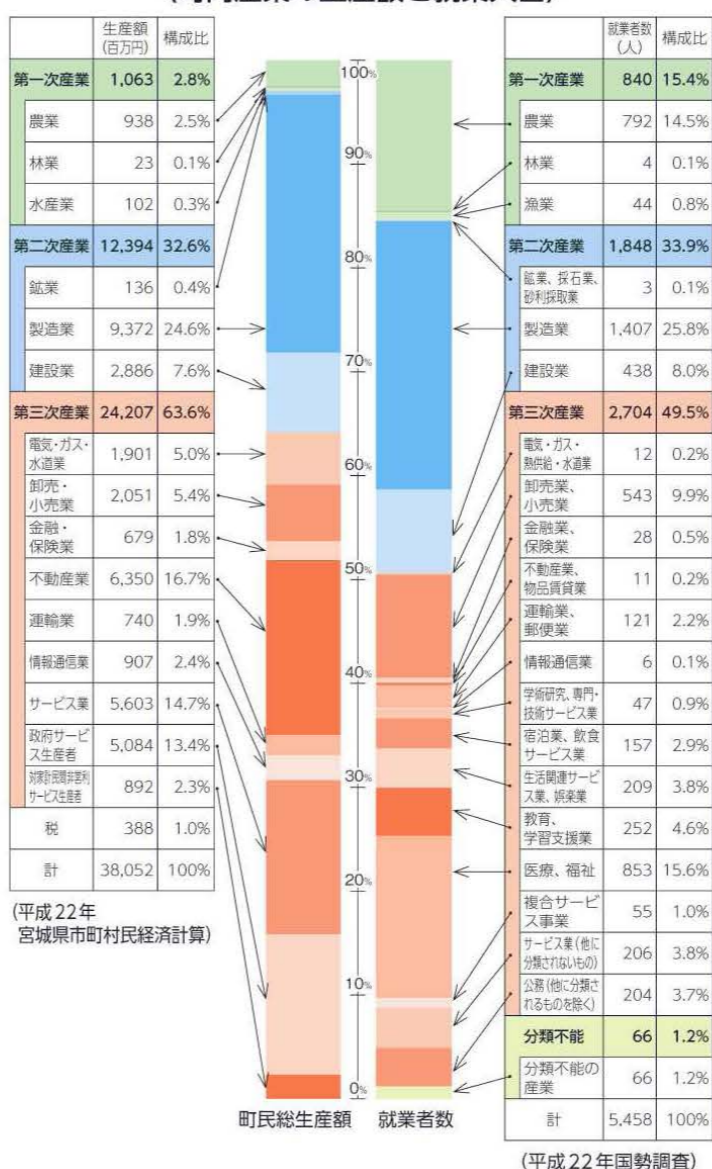 生産額
(百万円) 構成比
第一次産業 1,063 2.8%
農業 938 2.5%
林業 23 0.1%
水産業 102 0.3%
第二次産業 12,394 32.6%
鉱業 136 0.4%
製造業 9,372 24.6%
建設業 2,886 7.6%
第三次産業 24,207 63.6%
電気・ガス・
水道業 1,901 5.0%
卸売・
小売業 2,051 5.4%
金融・
保険業 679 1.8%
不動産業 6,350 16.7%
運輸業 740 1.9%
情報通信業 907 2.4%
サービス業 5,603 14.7%
政府サービ
ス生産者 5,084 13.4%
対家計民間非営利
サービス生産者 892 2.3%
税 388 1.0%
計 38,052 100%
(平成22年
宮城県市町村民経済計算)
100%
90%
80%
70%
60%
50%
40%
30%
20%
10%
0%
町民総生産額 就業者数
就業者数
(人) 構成比
第一次産業 840 15.4%
農業 792 14.5%
林業 4 0.1%
漁業 44 0.8%
第二次産業 1,848 33.9%
鉱業、採石業、
砂利採取業 3 0.1%
製造業 1,407 25.8%
建設業 438 8.0%
第三次産業 2,704 49.5%
電気・ガス・
熱供給・水道業 12 0.2%
卸売業、
小売業 543 9.9%
金融業、
保険業 28 0.5%
不動産業、
物品賃貸業 11 0.2%
運輸業、
郵便業 121 2.2%
情報通信業 6 0.1%
学術研究、専門・
技術サービス業 47 0.9%
宿泊業、飲食
サービス業 157 2.9%
生活関連サービ
ス業、娯楽業 209 3.8%
教育、
学習支援業 252 4.6%
医療、福祉 853 15.6%
複合サービ
ス事業 55 1.0%
サービス業(他に
分類されないもの) 206 3.8%
公務(他に分類さ
れるものを除く) 204 3.7%
分類不能 66 1.2%
分類不能の
産業 66 1.2%
計 5,458 100%
(平成22年国勢調査)